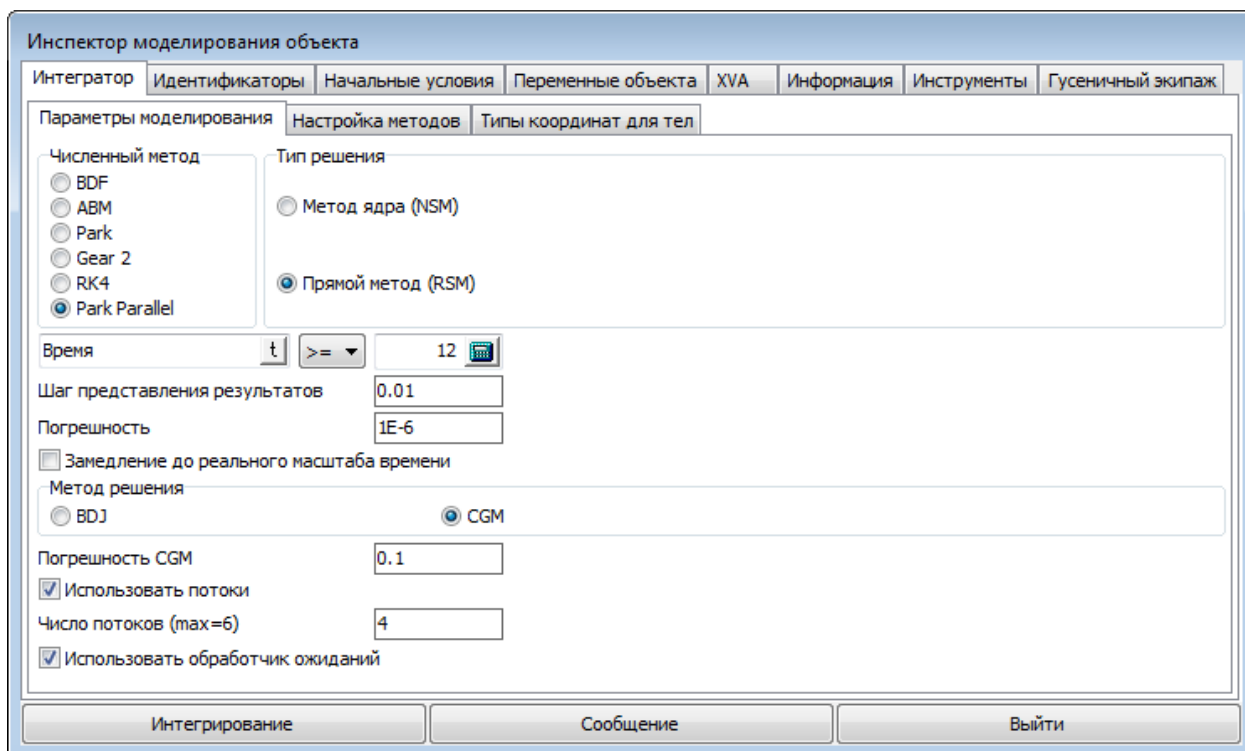 Инспектор моделирования объекта
Интегратор Идентификаторы Начальные условия Переменные объекта XVA Информация Инструменты Гусеничный экипаж
Параметры моделирования Настройка методов Типы координат для тел
Численный метод
BDF
ABM
Park
Gear 2
RK4
Park Parallel
Тип решения
Метод ядра (NSM)
Прямой метод (RSM)
Время t >= 12
Шаг представления результатов 0.01
Погрешность 1E-6
Замедление до реального масштаба времени
Метод решения
BDJ CGM
Погрешность CGM 0.1
Использовать потоки
Число потоков (max=6) 4
Использовать обработчик ожиданий
Интегрирование Сообщение Выйти